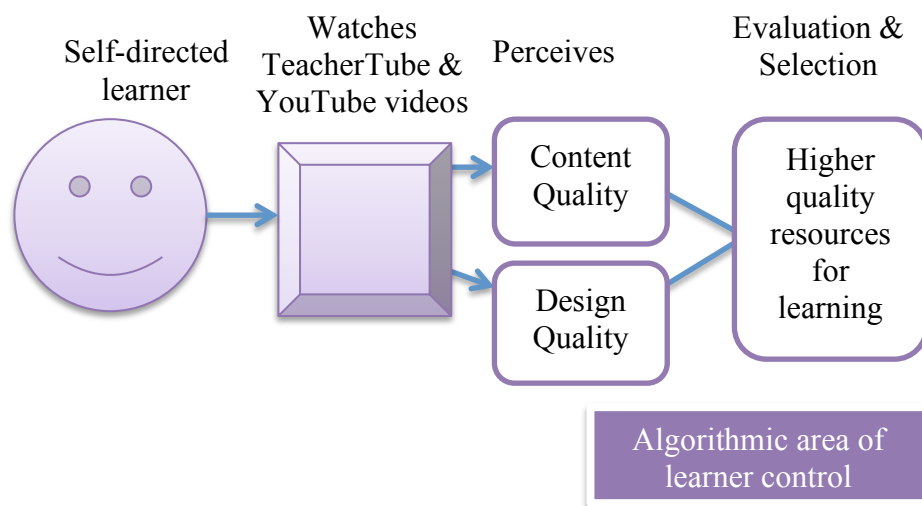 Self-directed
learner
Watches
TeacherTube &
YouTube videos
Perceives
Evaluation &
Selection
Content
Quality
Design
Quality
Higher
quality
resources
for
learning
Algorithmic area of
learner control